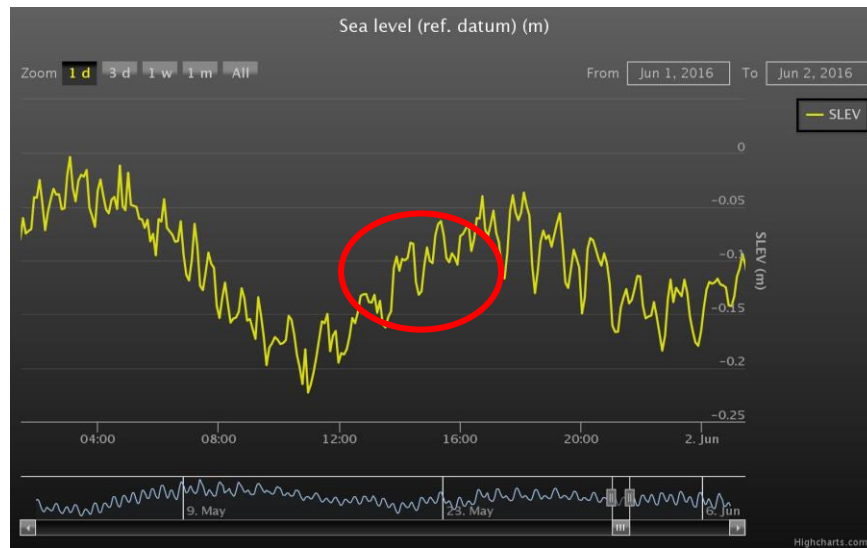 Sea level (ref. datum) (m)
Zoom 1 d 3 d 1 w 1 m All From Jun 1, 2016 To Jun 2, 2016
SLEV
0
-0.05
-0.1
-0.15
-0.2
-0.25
SLEV (m)
04:00 08:00 12:00 16:00 20:00 2. Jun
9. May 23. May 6. Jun
Highcharts.com